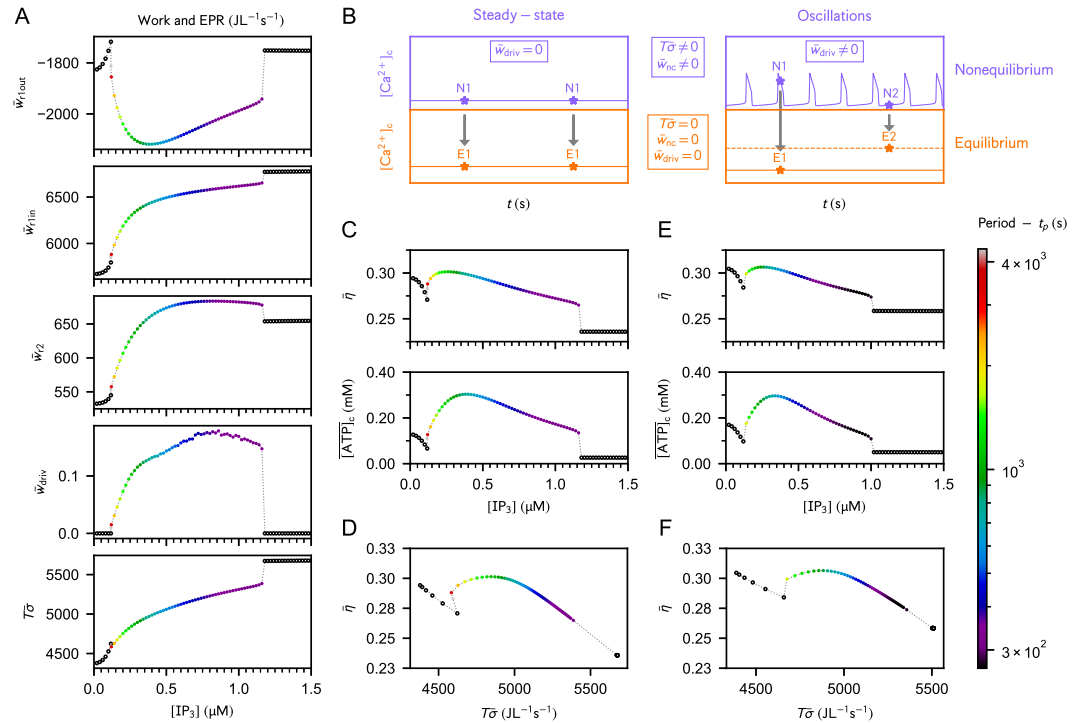 A
Work and EPR (JL⁻¹s⁻¹)
−1800
−2000
w̄r1out
6500
6000
w̄r1in
650
600
550
w̄r2
0.1
0.0
w̄driv
5500
5000
4500
Tσ̄
0.0 0.5 1.0 1.5
[IP₃] (µM)
B
Steady − state
Oscillations
[Ca²⁺]c
w̄driv = 0
N1
N1
Tσ̄ ≠ 0
w̄nc ≠ 0
w̄driv ≠ 0
N1
N2
Nonequilibrium
[Ca²⁺]c
E1
E1
Tσ̄ = 0
w̄nc = 0
w̄driv = 0
E2
E1
Equilibrium
t (s)
t (s)
C
0.30
0.25
η̄
0.40
0.20
0.00
[ATP]c (mM)
0.0 0.5 1.0 1.5
[IP₃] (µM)
E
0.30
0.25
η̄
0.40
0.20
0.00
[ATP]c (mM)
0.0 0.5 1.0 1.5
[IP₃] (µM)
D
0.33
0.30
0.28
0.25
0.23
η̄
4500 5000 5500
Tσ̄ (JL⁻¹s⁻¹)
F
0.33
0.30
0.28
0.25
0.23
η̄
4500 5000 5500
Tσ̄ (JL⁻¹s⁻¹)
Period − tp (s)
4 × 10³
10³
3 × 10²